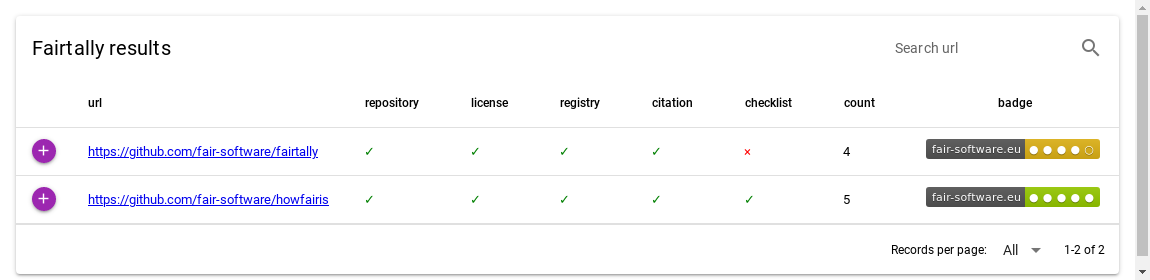 Fairtally results
Search url
url repository license registry citation checklist count badge
+ https://github.com/fair-software/fairtally ✓ ✓ ✓ ✓ × 4 fair-software.eu ● ● ● ● ○
+ https://github.com/fair-software/howfairis ✓ ✓ ✓ ✓ ✓ 5 fair-software.eu ● ● ● ● ●
Records per page: All 1-2 of 2